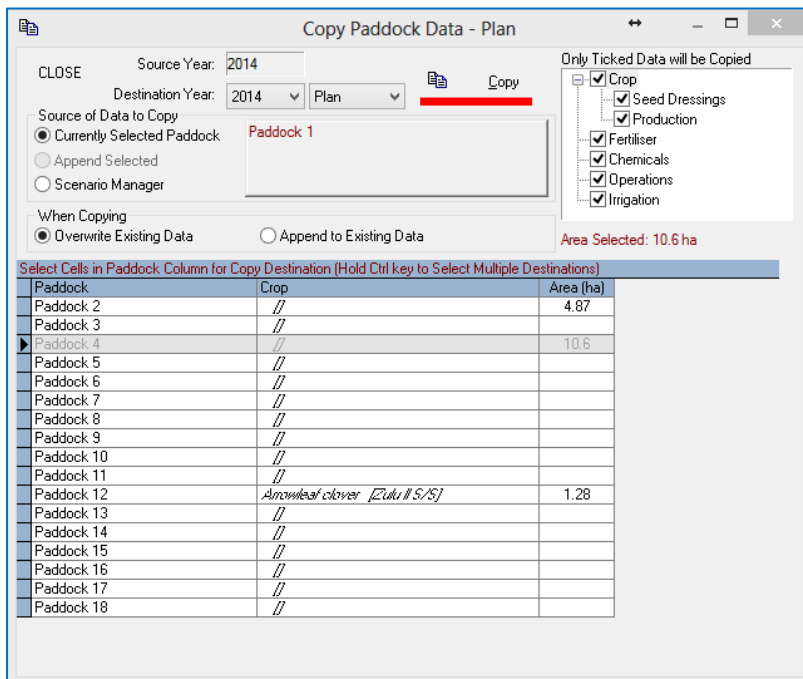 Copy Paddock Data - Plan
CLOSE
Source Year: 2014
Destination Year: 2014 Plan
Copy
Only Ticked Data will be Copied
Crop
Seed Dressings
Production
Fertiliser
Chemicals
Operations
Irrigation
Source of Data to Copy
Currently Selected Paddock
Append Selected
Scenario Manager
Paddock 1
When Copying
Overwrite Existing Data Append to Existing Data
Area Selected: 10.6 ha
Select Cells in Paddock Column for Copy Destination (Hold Ctrl key to Select Multiple Destinations)
Paddock Crop Area (ha)
Paddock 2 // 4.87
Paddock 3 //
Paddock 4 // 10.6
Paddock 5 //
Paddock 6 //
Paddock 7 //
Paddock 8 //
Paddock 9 //
Paddock 10 //
Paddock 11 //
Paddock 12 Arrowleaf clover [Zulu II S/S] 1.28
Paddock 13 //
Paddock 14 //
Paddock 15 //
Paddock 16 //
Paddock 17 //
Paddock 18 //